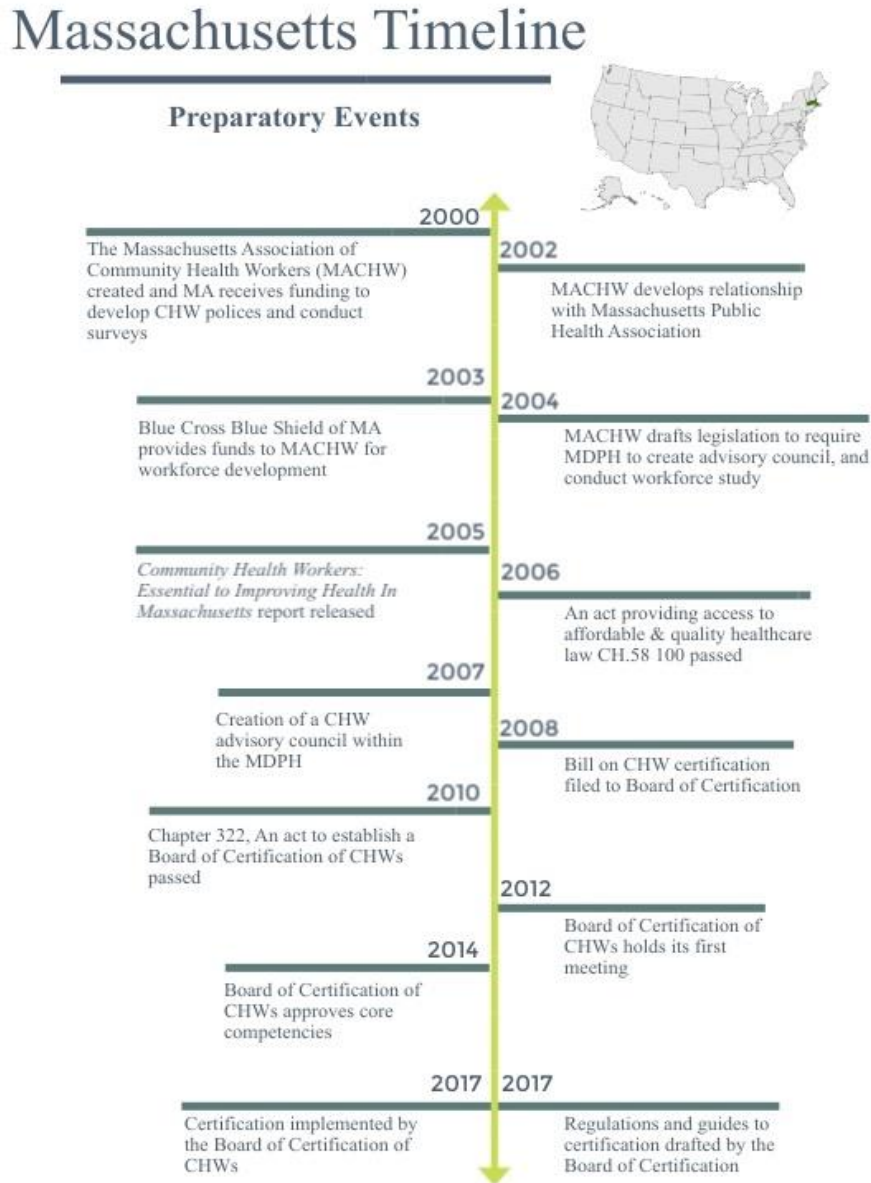 Massachusetts Timeline
Preparatory Events
2000
The Massachusetts Association of
Community Health Workers (MACHW)
created and MA receives funding to
develop CHW polices and conduct
surveys
2002
MACHW develops relationship
with Massachusetts Public
Health Association
2003
Blue Cross Blue Shield of MA
provides funds to MACHW for
workforce development
2004
MACHW drafts legislation to require
MDPH to create advisory council, and
conduct workforce study
2005
Community Health Workers:
Essential to Improving Health In
Massachusetts report released
2006
An act providing access to
affordable & quality healthcare
law CH.58 100 passed
2007
Creation of a CHW
advisory council within
the MDPH
2008
Bill on CHW certification
filed to Board of Certification
2010
Chapter 322, An act to establish a
Board of Certification of CHWs
passed
2012
Board of Certification of
CHWs holds its first
meeting
2014
Board of Certification of
CHWs approves core
competencies
2017
Certification implemented by
the Board of Certification of
CHWs
2017
Regulations and guides to
certification drafted by the
Board of Certification